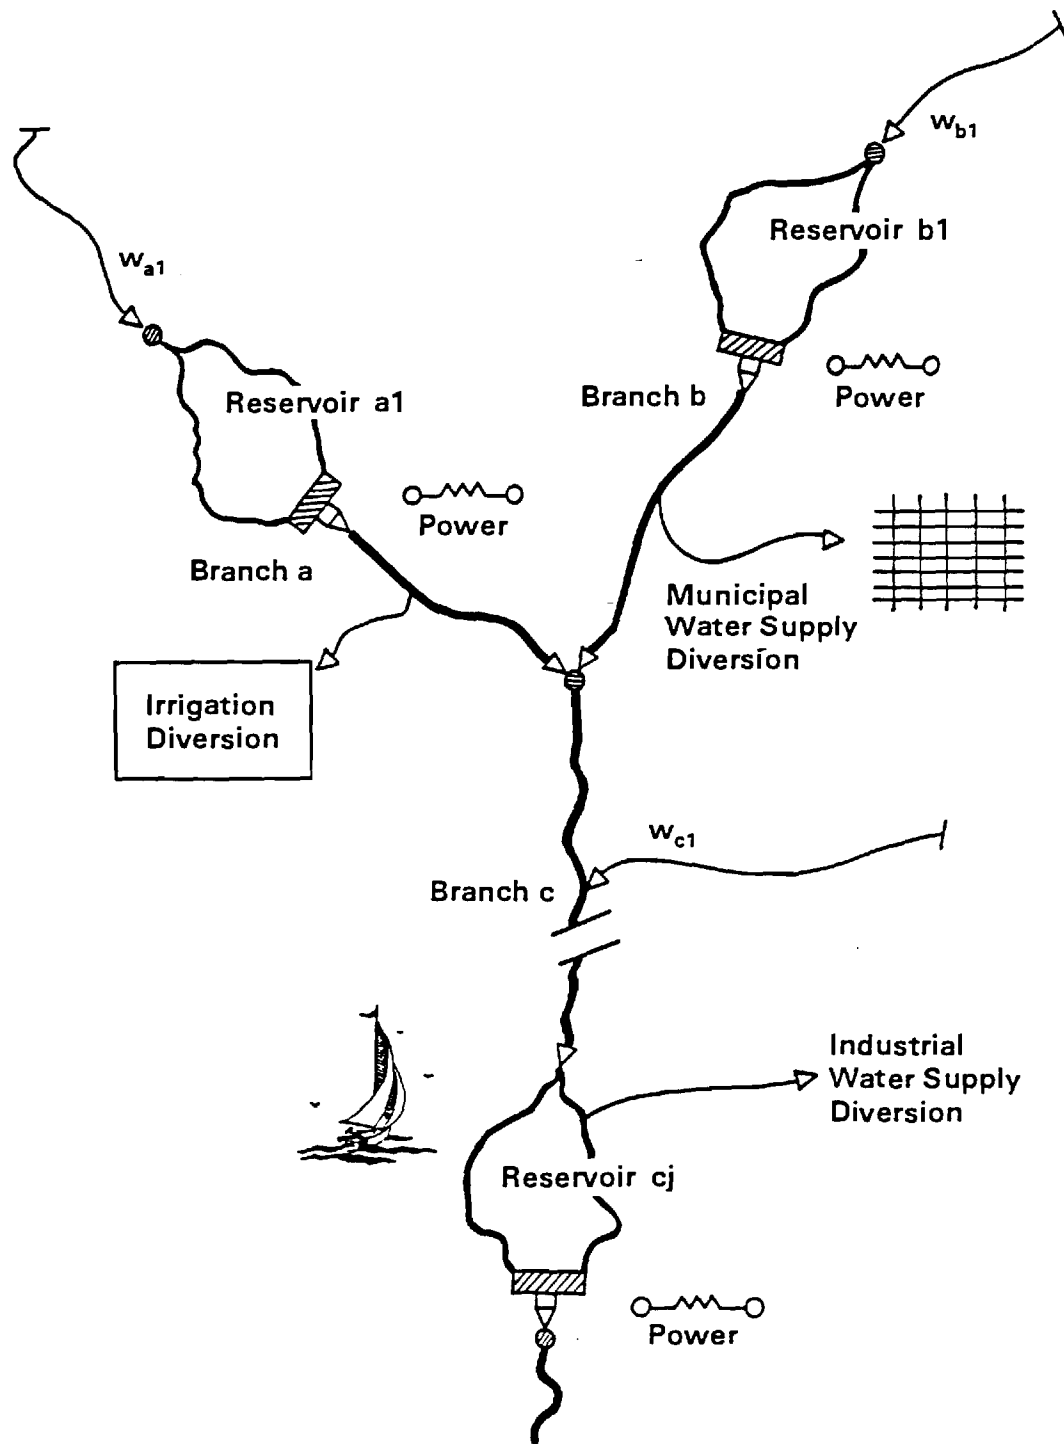 w_b1
Reservoir b1
w_a1
Branch b
Power
Reservoir a1
Power
Branch a
Municipal
Water Supply
Diversion
Irrigation
Diversion
w_c1
Branch c
Industrial
Water Supply
Diversion
Reservoir cj
Power